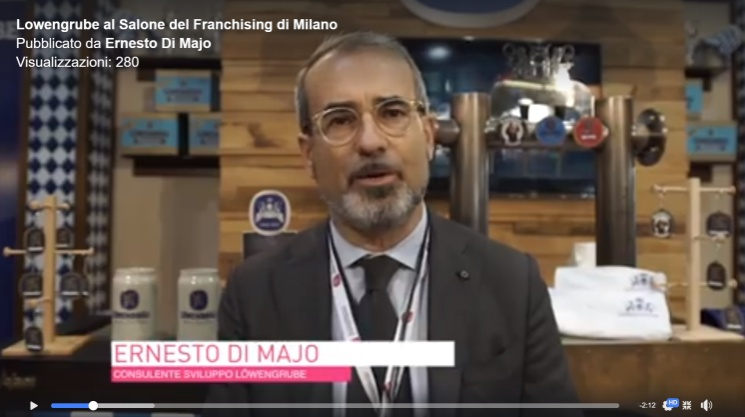 Lowengrube al Salone del Franchising di Milano
Pubblicato da Ernesto Di Majo
Visualizzazioni: 280
ERNESTO DI MAJO
CONSULENTE SVILUPPO LÖWENGRUBE
-2:12
HD